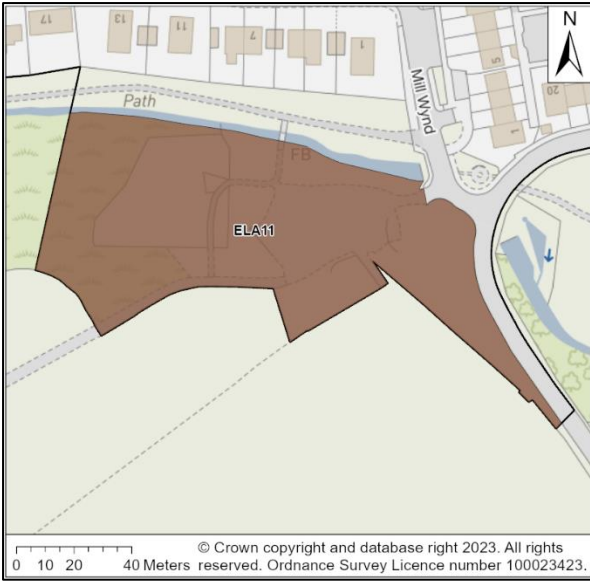 N
17
13
11
7
1
5
1
20
Path
Mill Wynd
FB
ELA11
0 10 20 40 Meters
© Crown copyright and database right 2023. All rights
reserved. Ordnance Survey Licence number 100023423.